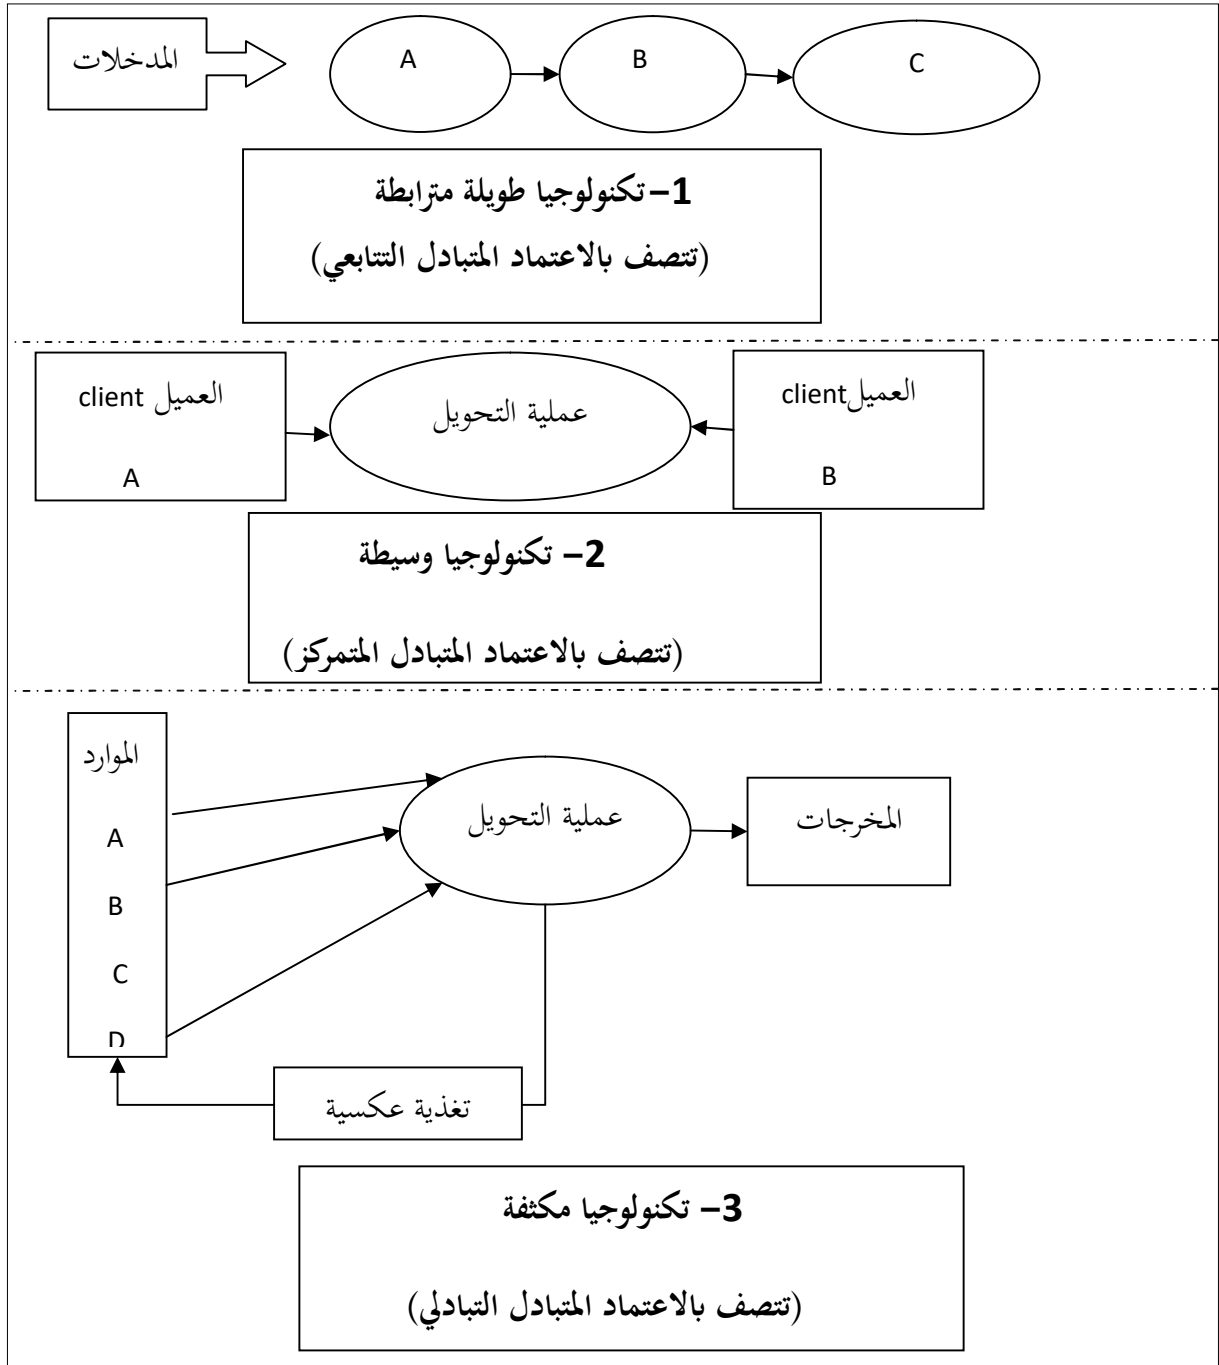 المدخلات
A
B
C
1– تكنولوجيا طويلة مترابطة
(تتصف بالاعتماد المتبادل التتابعي)
العميل client
A
عملية التحويل
العميلclient
B
2– تكنولوجيا وسيطة
(تتصف بالاعتماد المتبادل المتمركز)
الموارد
A
B
C
D
عملية التحويل
المخرجات
تغذية عكسية
3– تكنولوجيا مكثفة
(تتصف بالاعتماد المتبادل التبادلي)